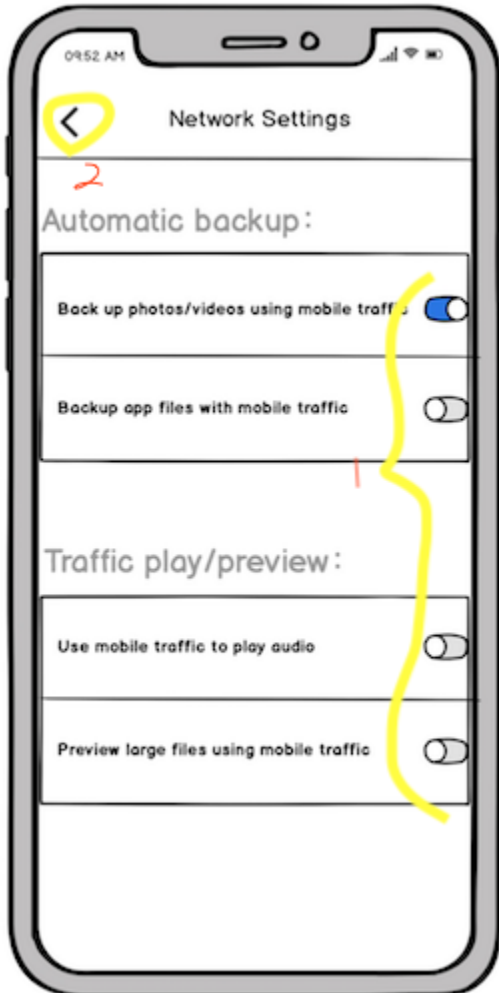 09:52 AM
Network Settings
2
Automatic backup:
Back up photos/videos using mobile traffic
Backup app files with mobile traffic
1
Traffic play/preview:
Use mobile traffic to play audio
Preview large files using mobile traffic